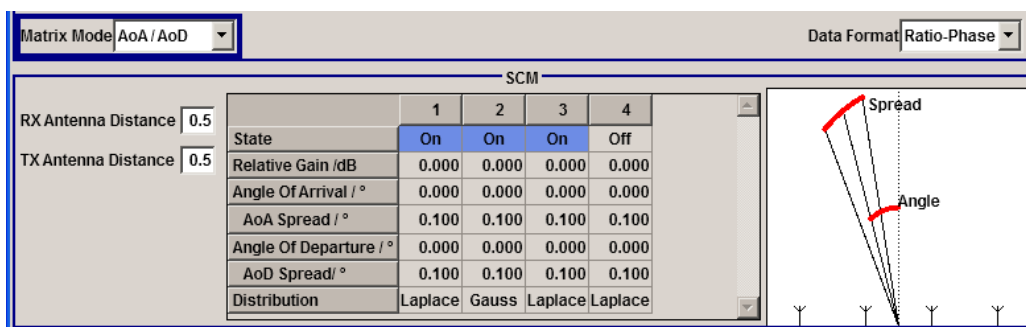 Matrix Mode AoA / AoD Data Format Ratio-Phase
SCM
RX Antenna Distance 0.5
TX Antenna Distance 0.5
1 2 3 4
State On On On Off
Relative Gain /dB 0.000 0.000 0.000 0.000
Angle Of Arrival / ° 0.000 0.000 0.000 0.000
AoA Spread / ° 0.100 0.100 0.100 0.100
Angle Of Departure / ° 0.000 0.000 0.000 0.000
AoD Spread/ ° 0.100 0.100 0.100 0.100
Distribution Laplace Gauss Laplace Laplace
Spread
Angle